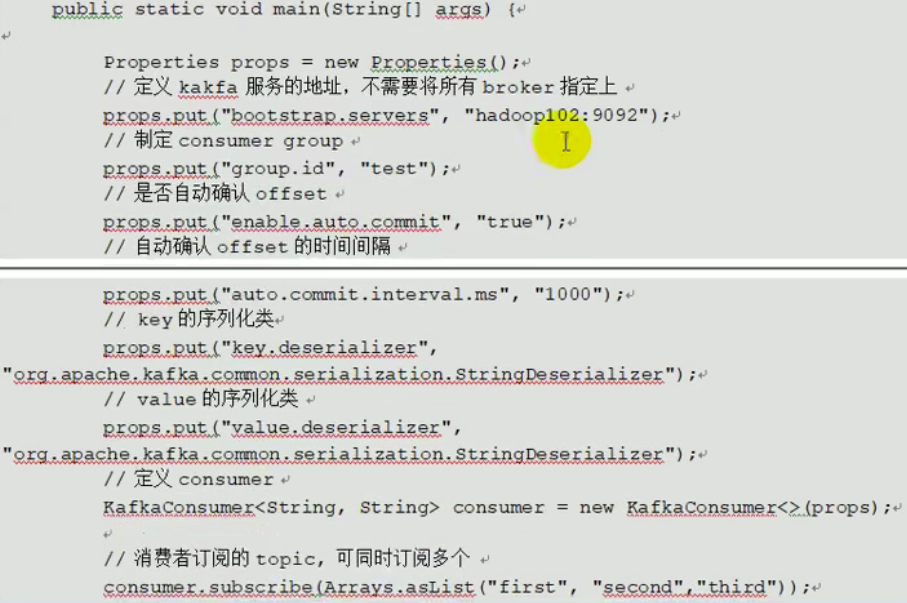 public static void main(String[] args) {
Properties props = new Properties();
// 定义 kakfa 服务的地址，不需要将所有 broker 指定上
props.put("bootstrap.servers", "hadoop102:9092");
// 制定 consumer group
props.put("group.id", "test");
// 是否自动确认 offset
props.put("enable.auto.commit", "true");
// 自动确认 offset 的时间间隔
props.put("auto.commit.interval.ms", "1000");
// key 的序列化类
props.put("key.deserializer",
"org.apache.kafka.common.serialization.StringDeserializer");
// value 的序列化类
props.put("value.deserializer",
"org.apache.kafka.common.serialization.StringDeserializer");
// 定义 consumer
KafkaConsumer<String, String> consumer = new KafkaConsumer<>(props);
// 消费者订阅的 topic, 可同时订阅多个
consumer.subscribe(Arrays.asList("first", "second","third"));